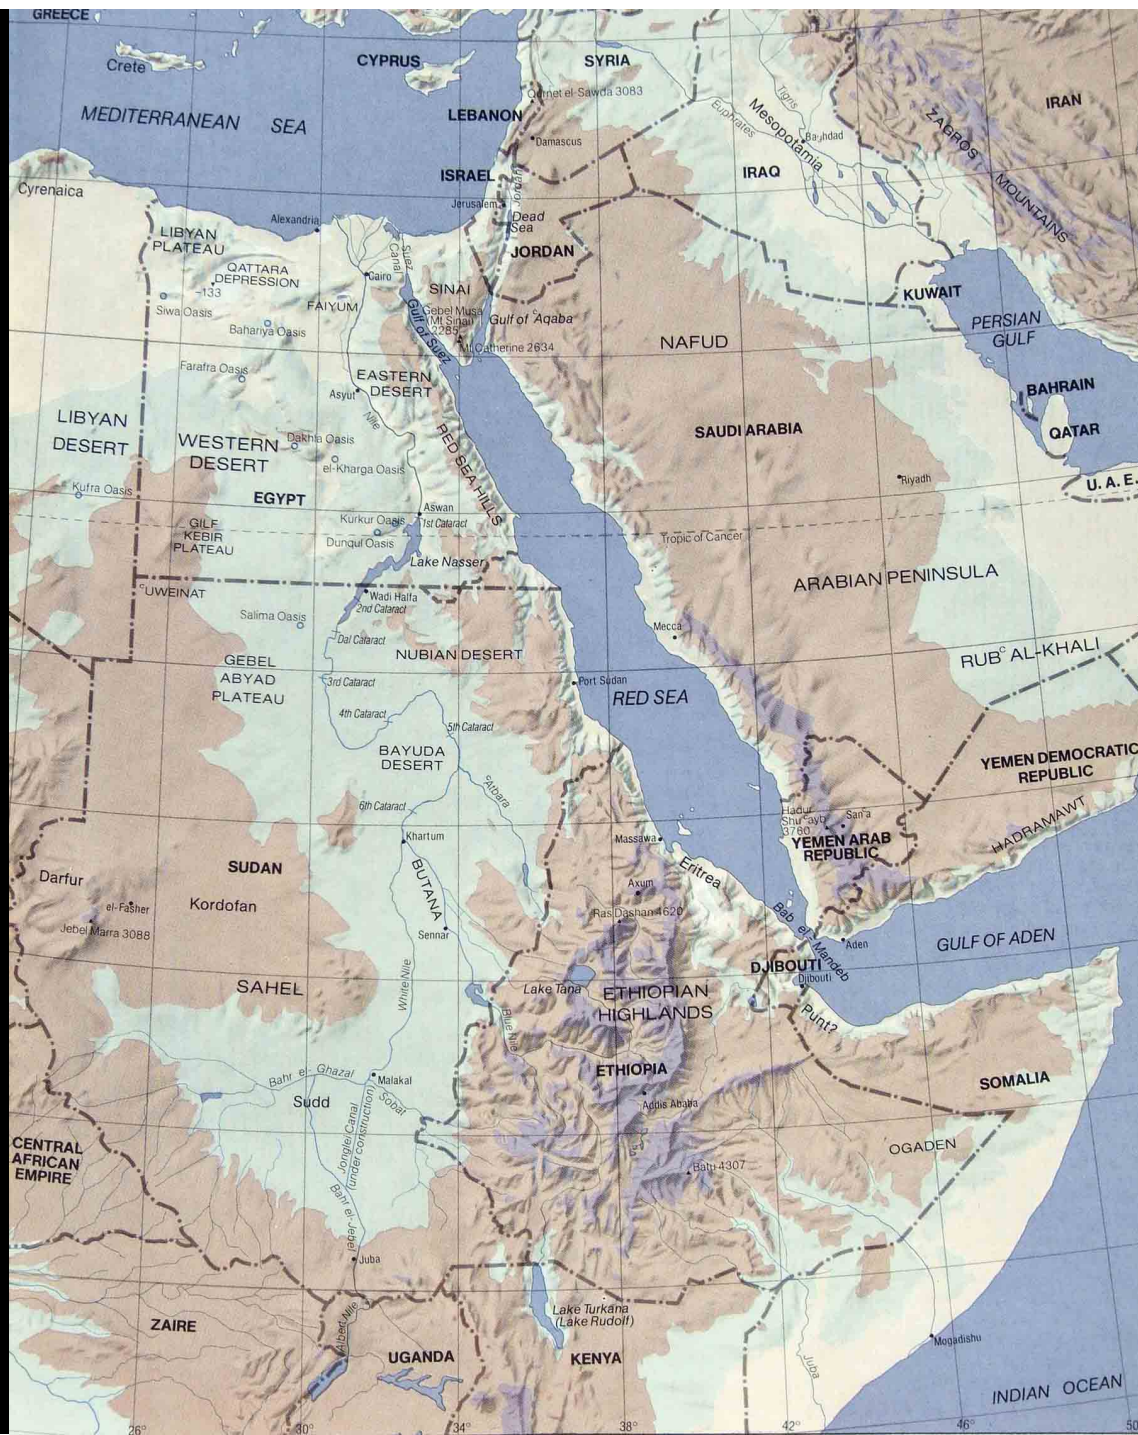 GREECE
Crete
CYPRUS
SYRIA
Qurnet el-Sawda 3083
Tigris
IRAN
MEDITERRANEAN SEA
LEBANON
Euphrates
Mesopotamia
Baghdad
ZAGROS
MOUNTAINS
Damascus
ISRAEL
Jordan
IRAQ
Cyrenaica
Jerusalem
Dead
Sea
Alexandria
LIBYAN
PLATEAU
Suez
Canal
JORDAN
QATTARA
DEPRESSION
-133
Cairo
SINAI
KUWAIT
Siwa Oasis
FAIYUM
Gebel Musa
(Mt Sinai)
2285
Gulf of Suez
Gulf of ᶜAqaba
PERSIAN
GULF
Bahariya Oasis
Mt Catherine 2634
NAFUD
Farafra Oasis
EASTERN
DESERT
Asyut
BAHRAIN
LIBYAN
DESERT
Nile
WESTERN
DESERT
Dakhla Oasis
RED SEA HILLS
SAUDI ARABIA
QATAR
el-Kharga Oasis
Riyadh
Kufra Oasis
EGYPT
U.A.E.
Aswan
Kurkur Oasis
1st Cataract
GILF
KEBIR
PLATEAU
Dunqul Oasis
Tropic of Cancer
Lake Nasser
ARABIAN PENINSULA
ᶜUWEINAT
Wadi Halfa
2nd Cataract
Salima Oasis
Dal Cataract
Mecca
RUBᶜ AL-KHALI
GEBEL
ABYAD
PLATEAU
NUBIAN DESERT
3rd Cataract
Port Sudan
RED SEA
4th Cataract
5th Cataract
BAYUDA
DESERT
YEMEN DEMOCRATIC
REPUBLIC
ᶜAtbara
6th Cataract
Hadur
Shuᶜayb
3760
Sanᶜa
HADRAMAWT
Khartum
Massawa
YEMEN ARAB
REPUBLIC
SUDAN
BUTANA
Eritrea
Darfur
Axum
el-Fasher
Kordofan
Ras Dashan 4620
Jebel Marra 3088
Sennar
Bab el-Mandeb
Aden
GULF OF ADEN
DJIBOUTI
Djibouti
White Nile
Lake Tana
SAHEL
ETHIOPIAN
HIGHLANDS
Blue Nile
Punt?
Bahr el-Ghazal
Malakal
ETHIOPIA
SOMALIA
Sudd
Sobat
Addis Ababa
Jonglei Canal
(under construction)
CENTRAL
AFRICAN
EMPIRE
OGADEN
Batu 4307
Bahr el-Jebel
Juba
Lake Turkana
(Lake Rudolf)
ZAIRE
Albert Nile
UGANDA
KENYA
Mogadishu
Juba
INDIAN OCEAN
26° 30° 34° 38° 42° 46° 50